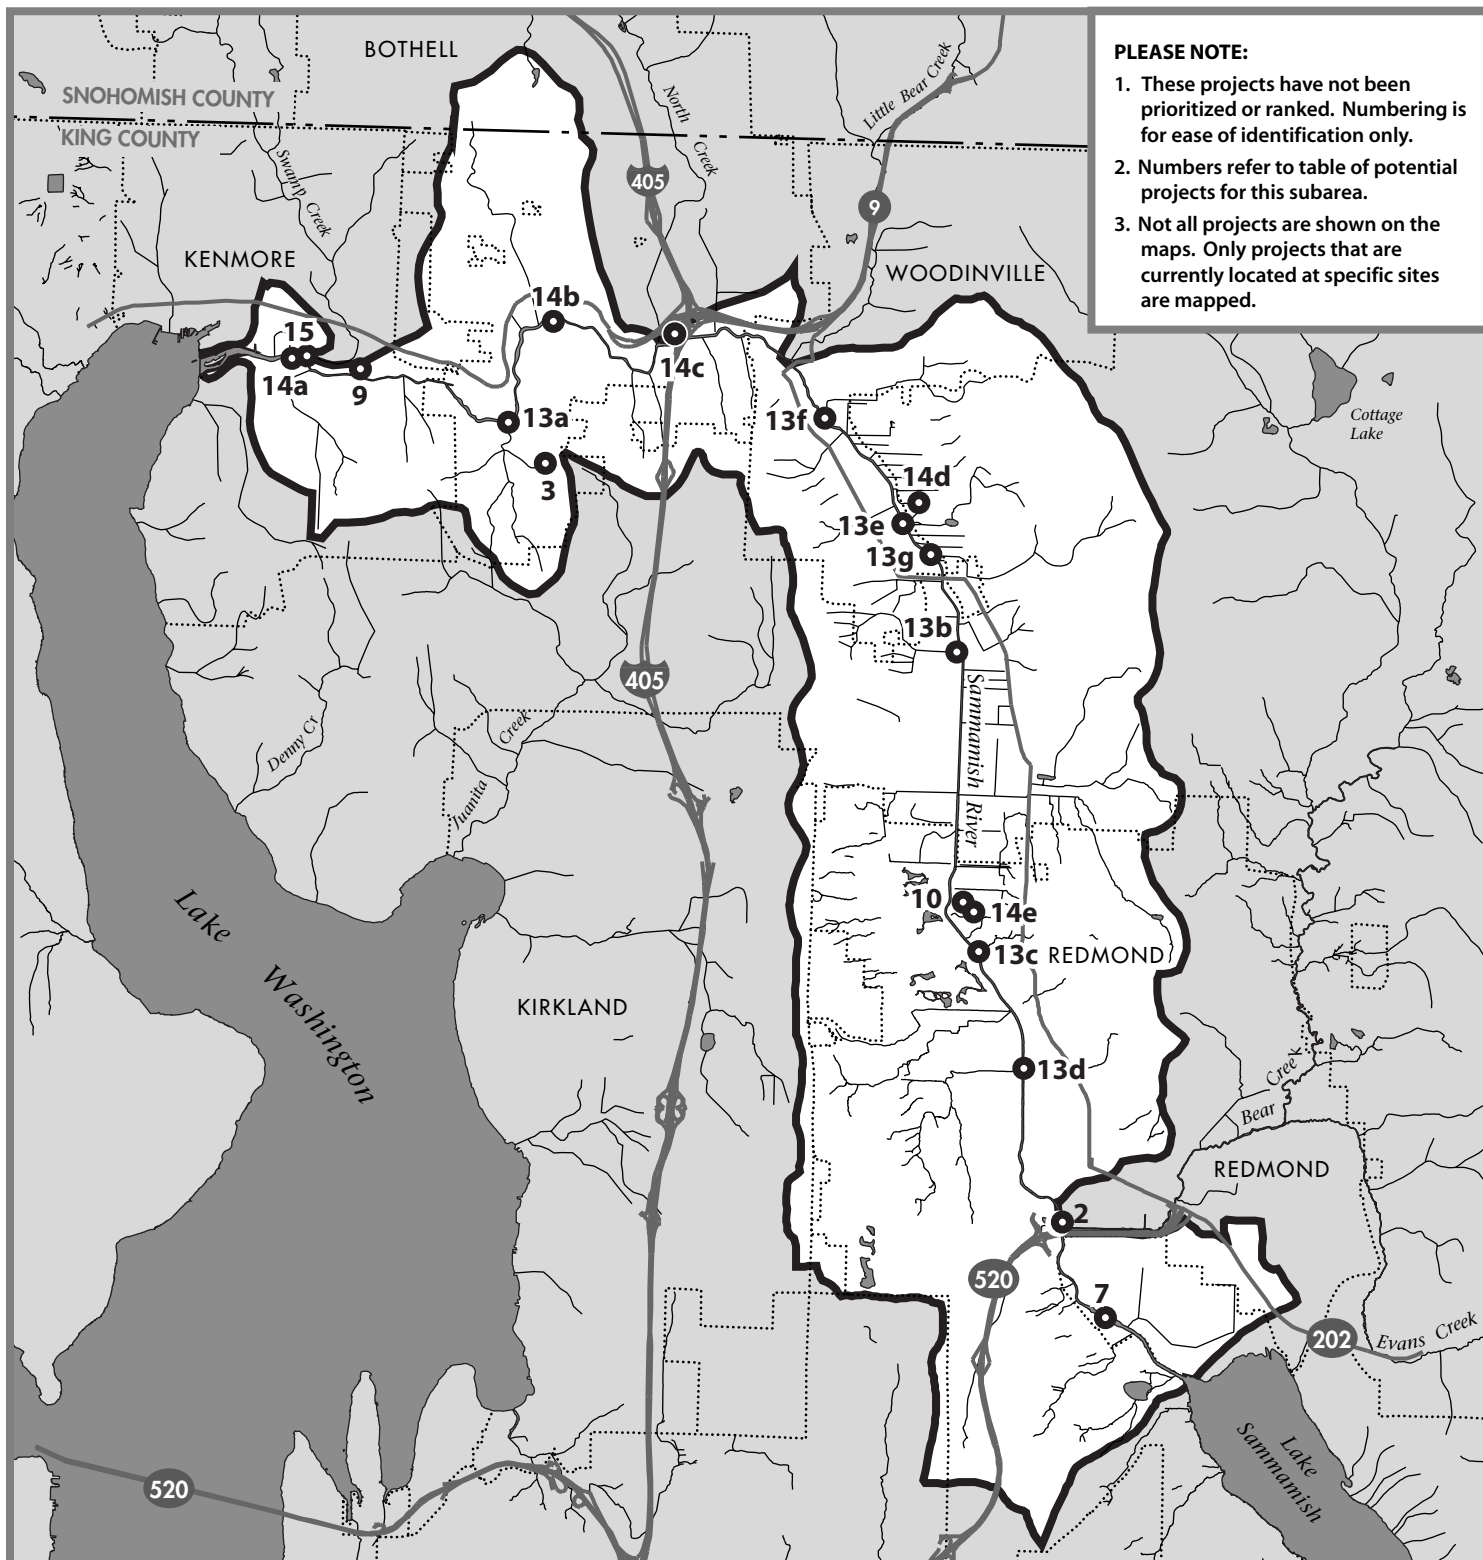 BOTHELL
SNOHOMISH COUNTY
KING COUNTY
North
Creek
Little Bear Creek
PLEASE NOTE:
1. These projects have not been
prioritized or ranked. Numbering is
for ease of identification only.
2. Numbers refer to table of potential
projects for this subarea.
3. Not all projects are shown on the
maps. Only projects that are
currently located at specific sites
are mapped.
Swamp Creek
405
9
KENMORE
WOODINVILLE
14b
15
14a
9
14c
13a
13f
3
Cottage
Lake
14d
13e
13g
13b
405
Sammamish River
Denny Cr
Juanita
Creek
10
14e
13c
REDMOND
Lake
Washington
KIRKLAND
13d
Bear
Creek
REDMOND
2
520
7
202
Evans Creek
Lake
Sammamish
520